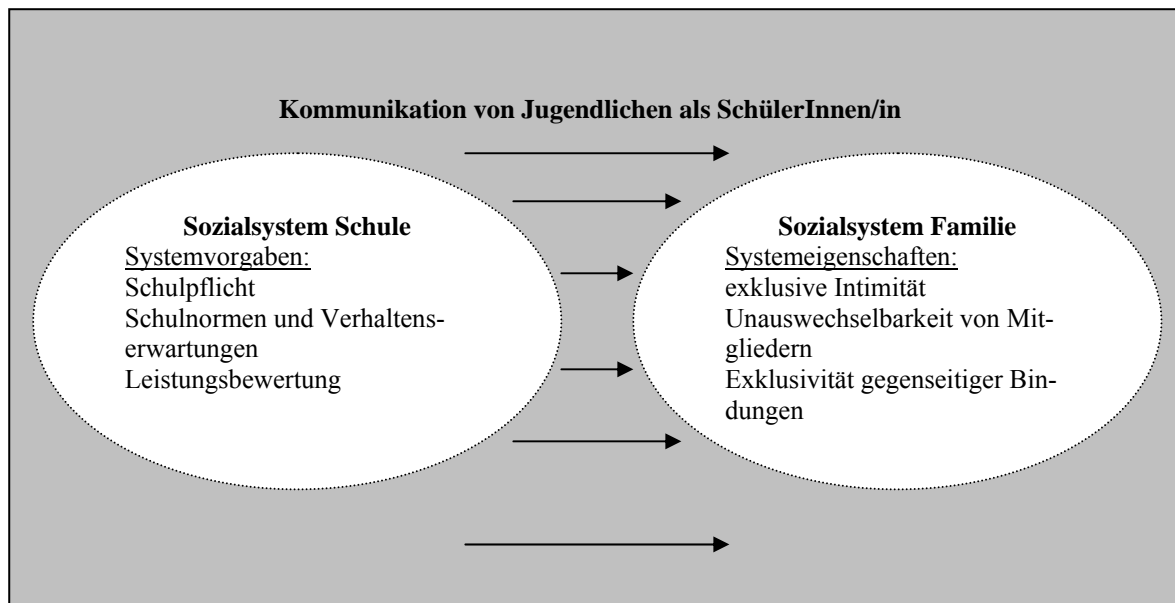 Kommunikation von Jugendlichen als SchülerInnen/in
Sozialsystem Schule
Systemvorgaben:
Schulpflicht
Schulnormen und Verhaltens-
erwartungen
Leistungsbewertung
Sozialsystem Familie
Systemeigenschaften:
exklusive Intimität
Unauswechselbarkeit von Mit-
gliedern
Exklusivität gegenseitiger Bin-
dungen